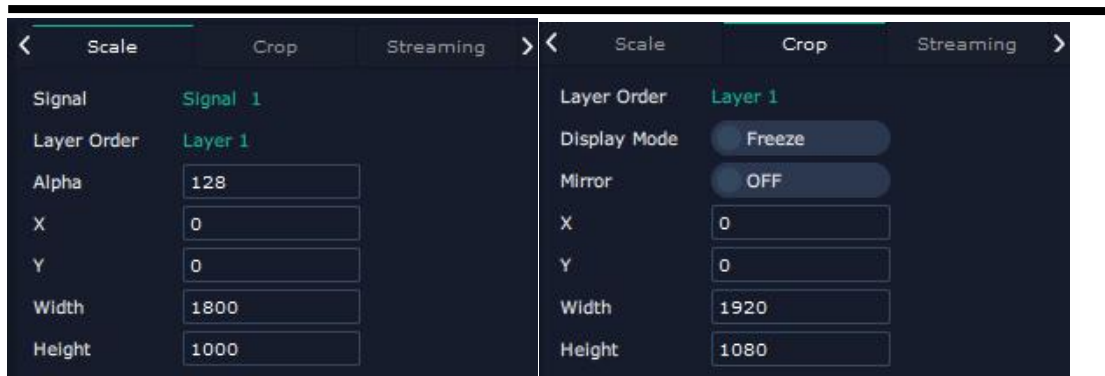 Scale Crop Streaming
Signal Signal 1
Layer Order Layer 1
Alpha 128
X 0
Y 0
Width 1800
Height 1000
Scale Crop Streaming
Layer Order Layer 1
Display Mode Freeze
Mirror OFF
X 0
Y 0
Width 1920
Height 1080